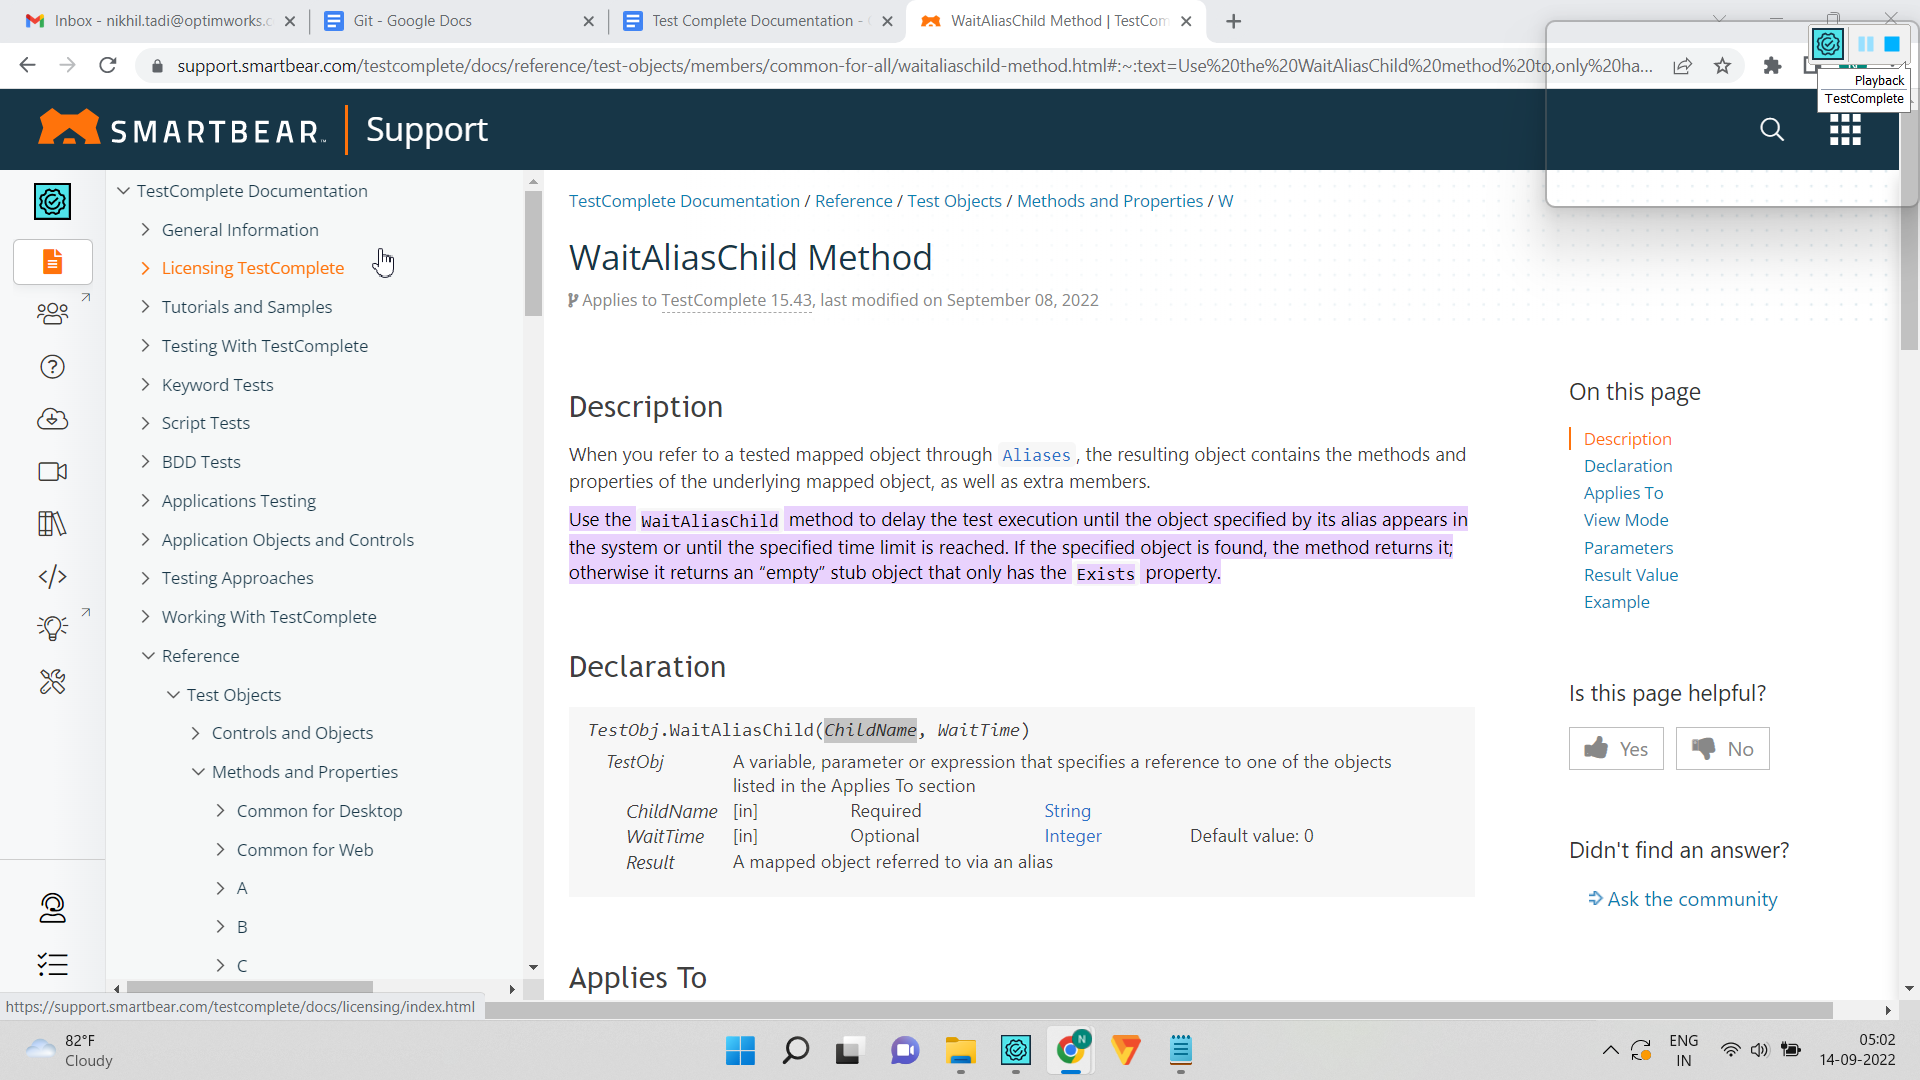 Inbox - nikhil.tadi@optimworks.c
Git - Google Docs
Test Complete Documentation -
WaitAliasChild Method | TestCom
support.smartbear.com/testcomplete/docs/reference/test-objects/members/common-for-all/waitaliaschild-method.html#:~:text=Use%20the%20WaitAliasChild%20method%20to,only%20ha...
Playback
TestComplete
SMARTBEAR
Support
TestComplete Documentation
General Information
Licensing TestComplete
Tutorials and Samples
Testing With TestComplete
Keyword Tests
Script Tests
BDD Tests
Applications Testing
Application Objects and Controls
Testing Approaches
Working With TestComplete
Reference
Test Objects
Controls and Objects
Methods and Properties
Common for Desktop
Common for Web
A
B
C
https://support.smartbear.com/testcomplete/docs/licensing/index.html
TestComplete Documentation / Reference / Test Objects / Methods and Properties / W
WaitAliasChild Method
Applies to TestComplete 15.43, last modified on September 08, 2022
Description
When you refer to a tested mapped object through Aliases, the resulting object contains the methods and
properties of the underlying mapped object, as well as extra members.
Use the WaitAliasChild method to delay the test execution until the object specified by its alias appears in
the system or until the specified time limit is reached. If the specified object is found, the method returns it;
otherwise it returns an “empty” stub object that only has the Exists property.
Declaration
TestObj.WaitAliasChild(ChildName, WaitTime)
TestObj A variable, parameter or expression that specifies a reference to one of the objects
listed in the Applies To section
ChildName [in] Required String
WaitTime [in] Optional Integer Default value: 0
Result A mapped object referred to via an alias
Applies To
On this page
Description
Declaration
Applies To
View Mode
Parameters
Result Value
Example
Is this page helpful?
Yes
No
Didn't find an answer?
Ask the community
82°F
Cloudy
N
ENG
IN
05:02
14-09-2022